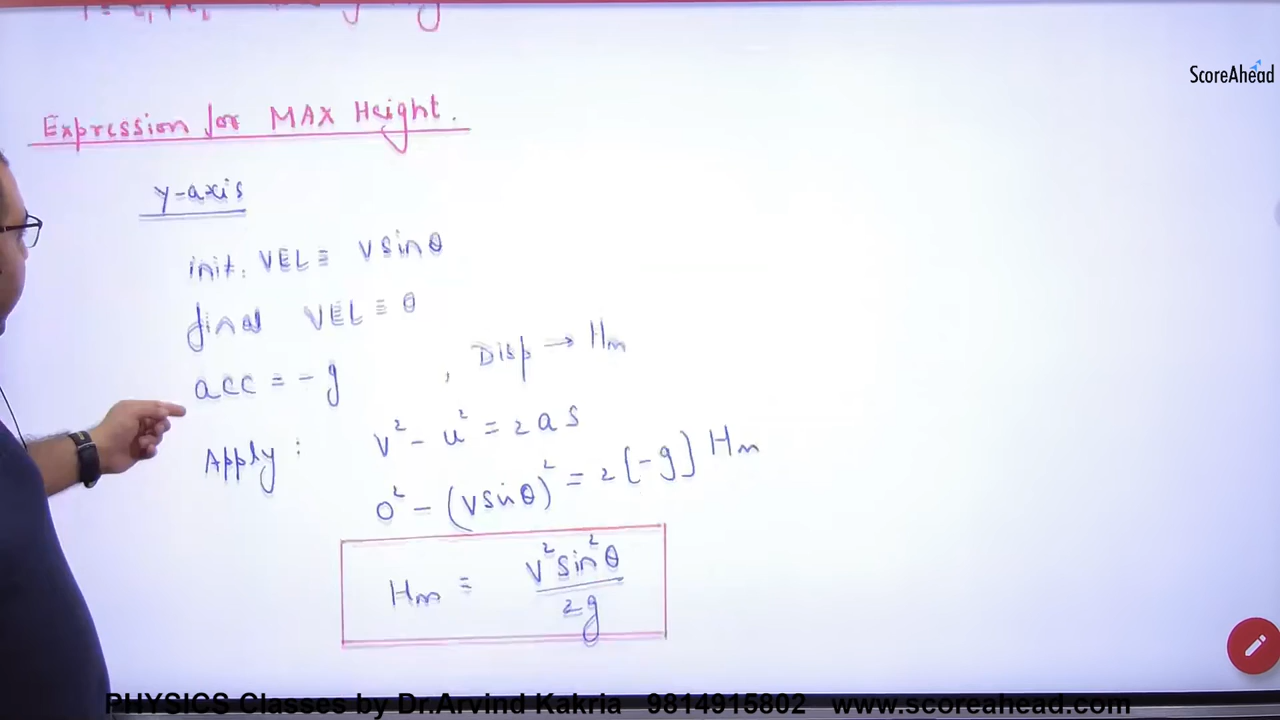 ScoreAhead
Expression for MAX Height.
y-axis
init. VEL ≡ v sin θ
final VEL ≡ θ
acc = - g , Disp → Hm
Apply : v² - u² = 2 a s
0² - (v sin θ)² = 2 [-g] Hm
Hm = v² sin² θ / 2g
PHYSICS Classes by Dr.Arvind Kakria 9814915802 www.scoreahead.com